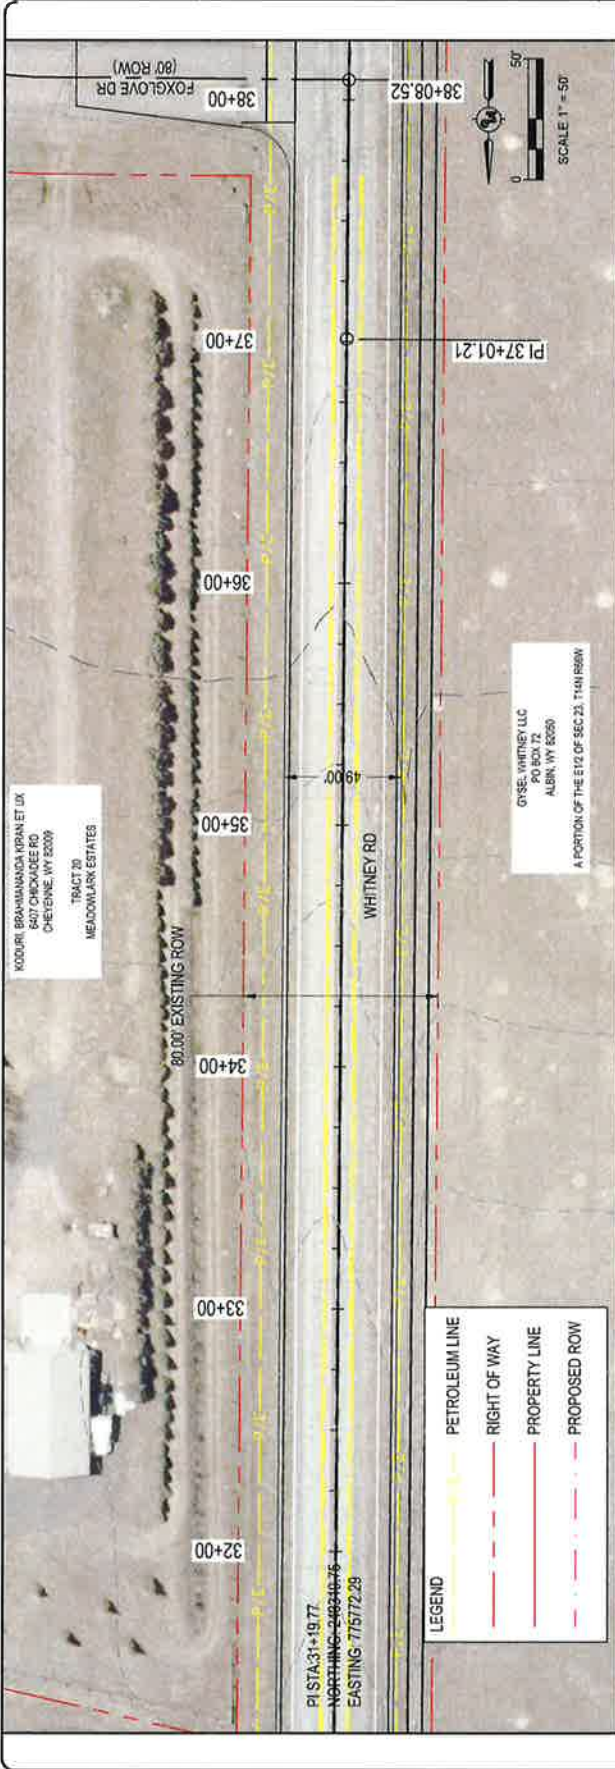 FOXGLOVE DR
(80' ROW)
38+00
38+08.52
50'
0
SCALE 1" = 50'
37+00
PI 37+01.21
36+00
KODURI, BRAHMANANDA KIRAN ET UX
6407 CHICKADEE RD
CHEYENNE, WY 82009
TRACT 20
MEADOWLARK ESTATES
35+00
49.00'
WHITNEY RD
GYSEL WHITNEY LLC
PO BOX 72
ALBIN, WY 82050
A PORTION OF THE E1/2 OF SEC 23, T14N R66W
80.00' EXISTING ROW
34+00
33+00
32+00
PI STA:31+19.77
NORTHING: 249310.76
EASTING: 775772.29
LEGEND
P/E PETROLEUM LINE
RIGHT OF WAY
PROPERTY LINE
PROPOSED ROW
P/E
P/E
P/E
P/E
P/E
P/E
P/E
P/E
P/E
P/E
P/E
P/E
P/E